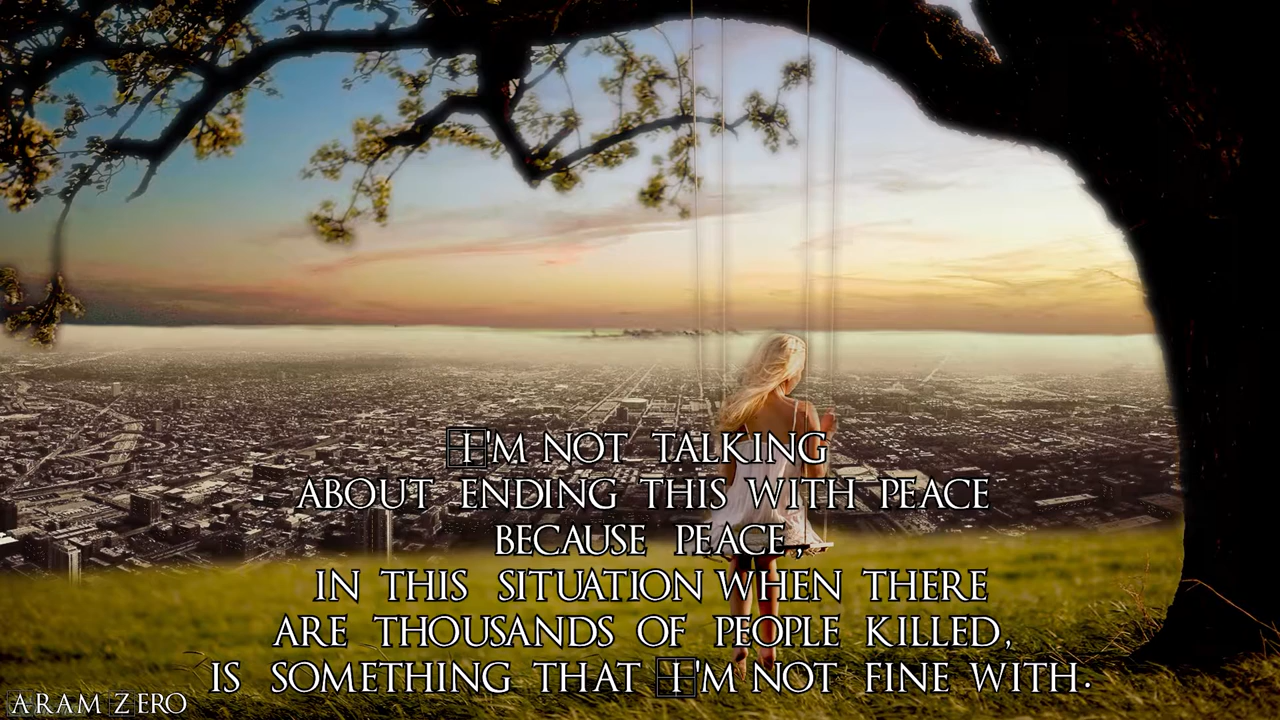 I'M NOT TALKING
ABOUT ENDING THIS WITH PEACE
BECAUSE PEACE,
IN THIS SITUATION WHEN THERE
ARE THOUSANDS OF PEOPLE KILLED,
IS SOMETHING THAT I'M NOT FINE WITH.
ARAM ZERO